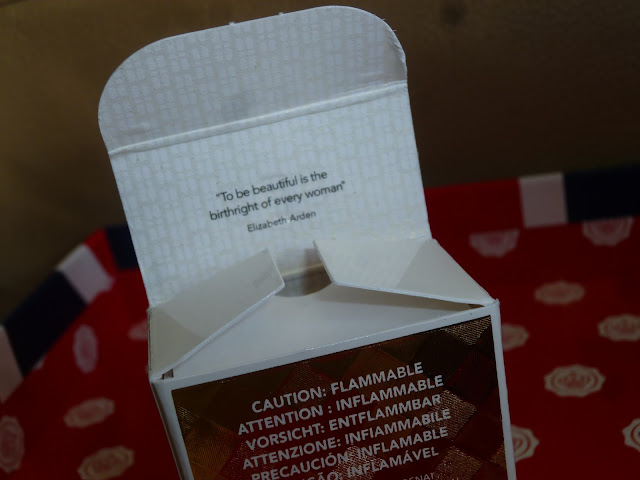 "To be beautiful is the
birthright of every woman"
Elizabeth Arden
CAUTION: FLAMMABLE
ATTENTION : INFLAMMABLE
VORSICHT: ENTFLAMMBAR
ATTENZIONE: INFIAMMABILE
PRECAUCIÓN: INFLAMABLE
INFLAMÁVEL